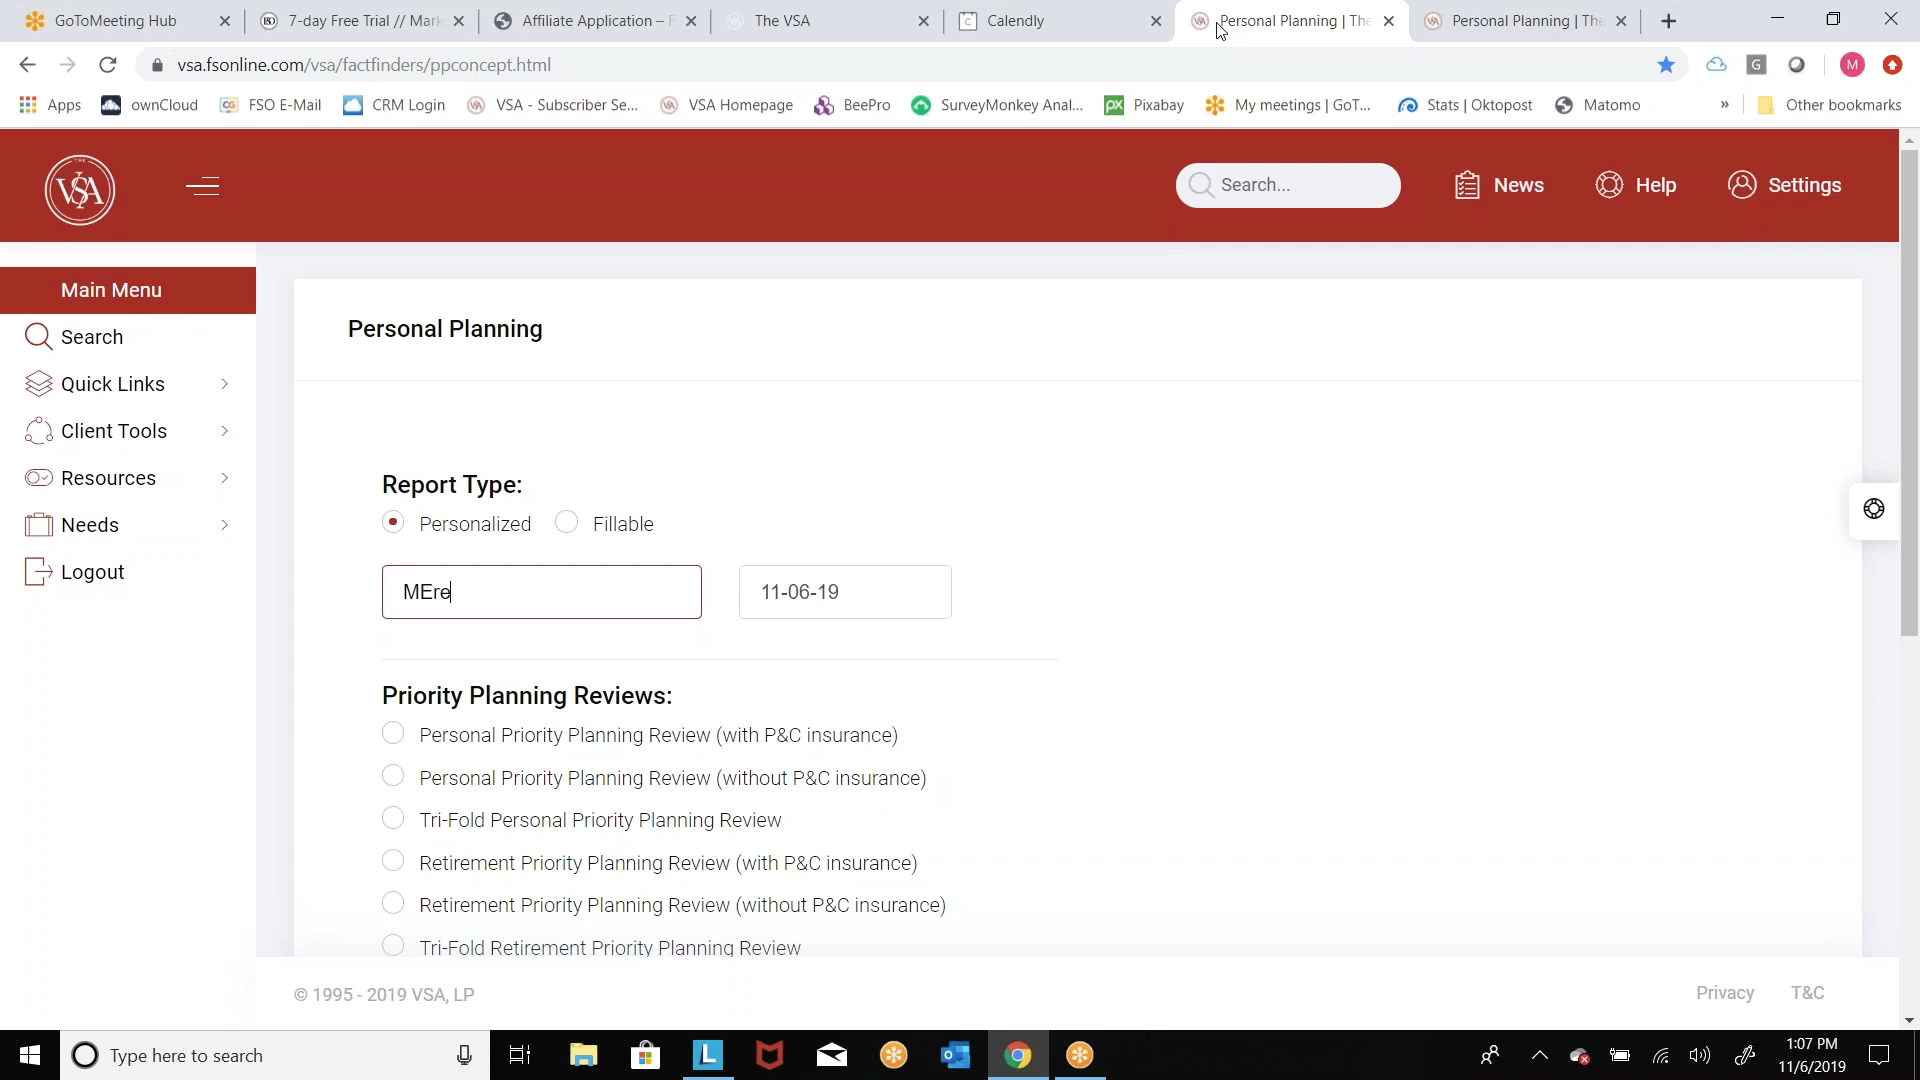 GoToMeeting Hub
7-day Free Trial // Mark
Affiliate Application – F
The VSA
Calendly
Personal Planning | The
Personal Planning | The
vsa.fsonline.com/vsa/factfinders/ppconcept.html
M
Apps
ownCloud
FSO E-Mail
CRM Login
VSA - Subscriber Se...
VSA Homepage
BeePro
SurveyMonkey Anal...
Pixabay
My meetings | GoT...
Stats | Oktopost
Matomo
»
Other bookmarks
THE
VSA
Search...
News
Help
Settings
Main Menu
Search
Quick Links
Client Tools
Resources
Needs
Logout
Personal Planning
Report Type:
Personalized
Fillable
MEre
11-06-19
Priority Planning Reviews:
Personal Priority Planning Review (with P&C insurance)
Personal Priority Planning Review (without P&C insurance)
Tri-Fold Personal Priority Planning Review
Retirement Priority Planning Review (with P&C insurance)
Retirement Priority Planning Review (without P&C insurance)
Tri-Fold Retirement Priority Planning Review
© 1995 - 2019 VSA, LP
Privacy
T&C
Type here to search
1:07 PM
11/6/2019